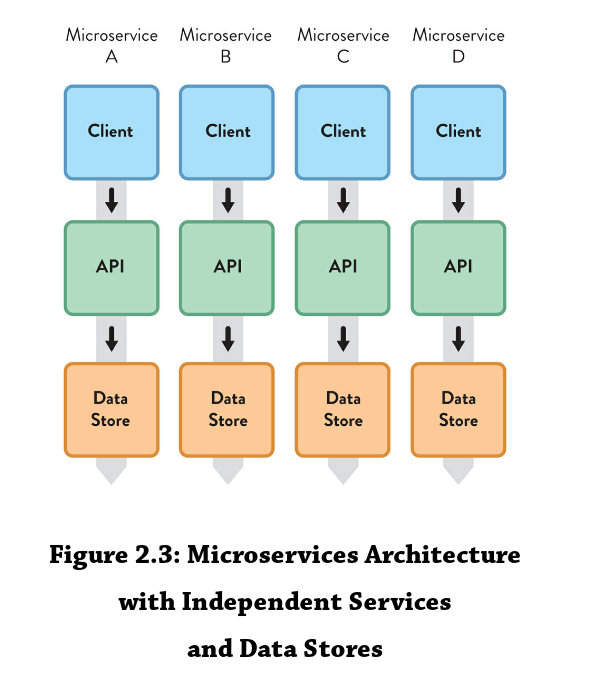 Microservice A
Microservice B
Microservice C
Microservice D
Client
Client
Client
Client
API
API
API
API
Data Store
Data Store
Data Store
Data Store
Figure 2.3: Microservices Architecture
with Independent Services
and Data Stores